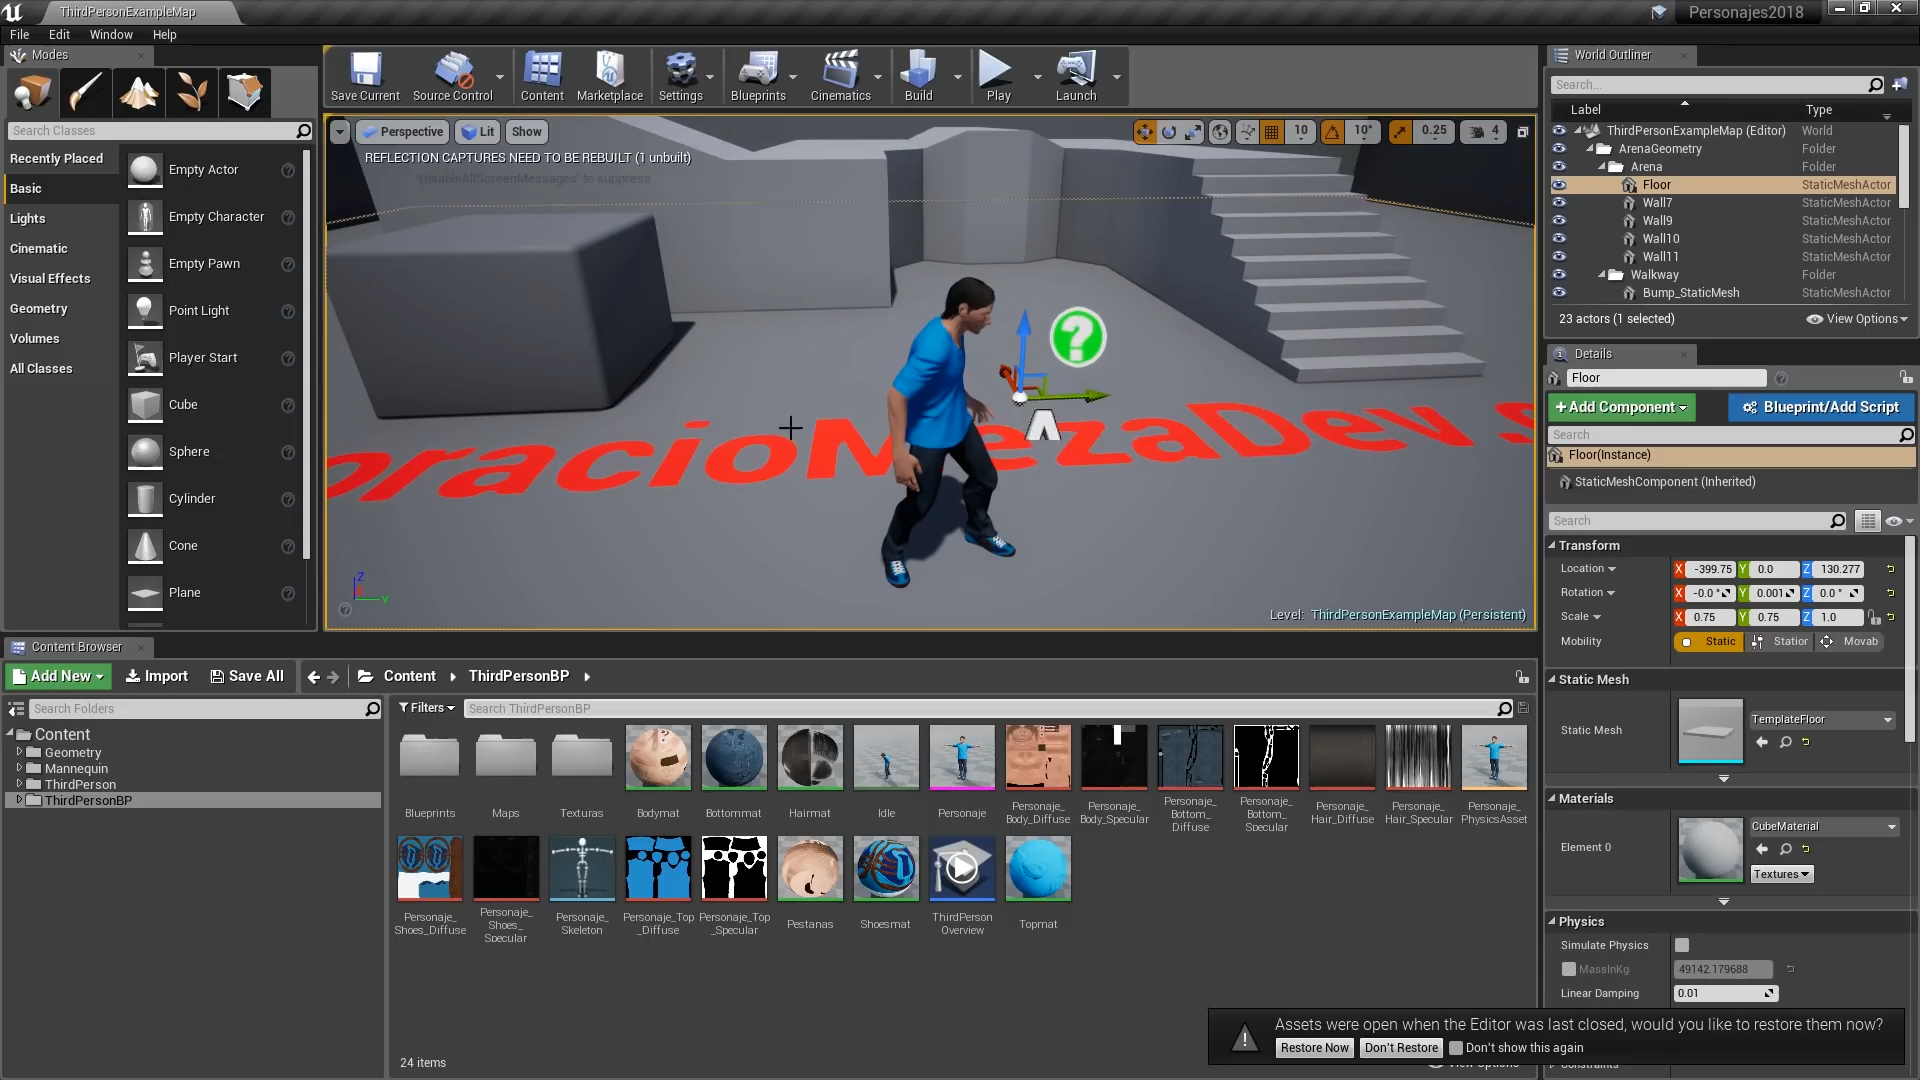 ThirdPersonExampleMap
Personajes2018
File Edit Window Help
Modes
Search Classes
Recently Placed
Basic
Lights
Cinematic
Visual Effects
Geometry
Volumes
All Classes
Empty Actor
Empty Character
Empty Pawn
Point Light
Player Start
Cube
Sphere
Cylinder
Cone
Plane
Save Current Source Control Content Marketplace Settings Blueprints Cinematics Build Play Launch
Perspective Lit Show
10 10° 0.25 4
REFLECTION CAPTURES NEED TO BE REBUILT (1 unbuilt)
'DisableAllScreenMessages' to suppress
?
oracioMezaDev s
Z
Y
Level: ThirdPersonExampleMap (Persistent)
World Outliner
Search...
Label Type
ThirdPersonExampleMap (Editor) World
ArenaGeometry Folder
Arena Folder
Floor StaticMeshActor
Wall7 StaticMeshActor
Wall9 StaticMeshActor
Wall10 StaticMeshActor
Wall11 StaticMeshActor
Walkway Folder
Bump_StaticMesh StaticMeshActor
23 actors (1 selected) View Options
Details
Floor
+Add Component Blueprint/Add Script
Search
Floor(Instance)
StaticMeshComponent (Inherited)
Search
Transform
Location X -399.75 Y 0.0 Z 130.277
Rotation X -0.0 ° Y 0.001 Z 0.0 °
Scale X 0.75 Y 0.75 Z 1.0
Mobility Static Statior Movab
Static Mesh
Static Mesh TemplateFloor
Materials
Element 0 CubeMaterial
Textures
Physics
Simulate Physics
MassInKg 49142.179688
Linear Damping 0.01
Constraints
Content Browser
Add New Import Save All Content ThirdPersonBP
Search Folders
Content
Geometry
Mannequin
ThirdPerson
ThirdPersonBP
Filters Search ThirdPersonBP
Blueprints Maps Texturas Bodymat Bottommat Hairmat Idle Personaje Personaje_ Body_Diffuse Personaje_ Body_Specular Personaje_ Bottom_ Diffuse Personaje_ Bottom_ Specular Personaje_ Hair_Diffuse Personaje_ Hair_Specular Personaje_ PhysicsAsset
Personaje_ Shoes_Diffuse Personaje_ Shoes_ Specular Personaje_ Skeleton Personaje_Top _Diffuse Personaje_Top _Specular Pestanas Shoesmat ThirdPerson Overview Topmat
24 items
View Options
Assets were open when the Editor was last closed, would you like to restore them now?
Restore Now Don't Restore Don't show this again